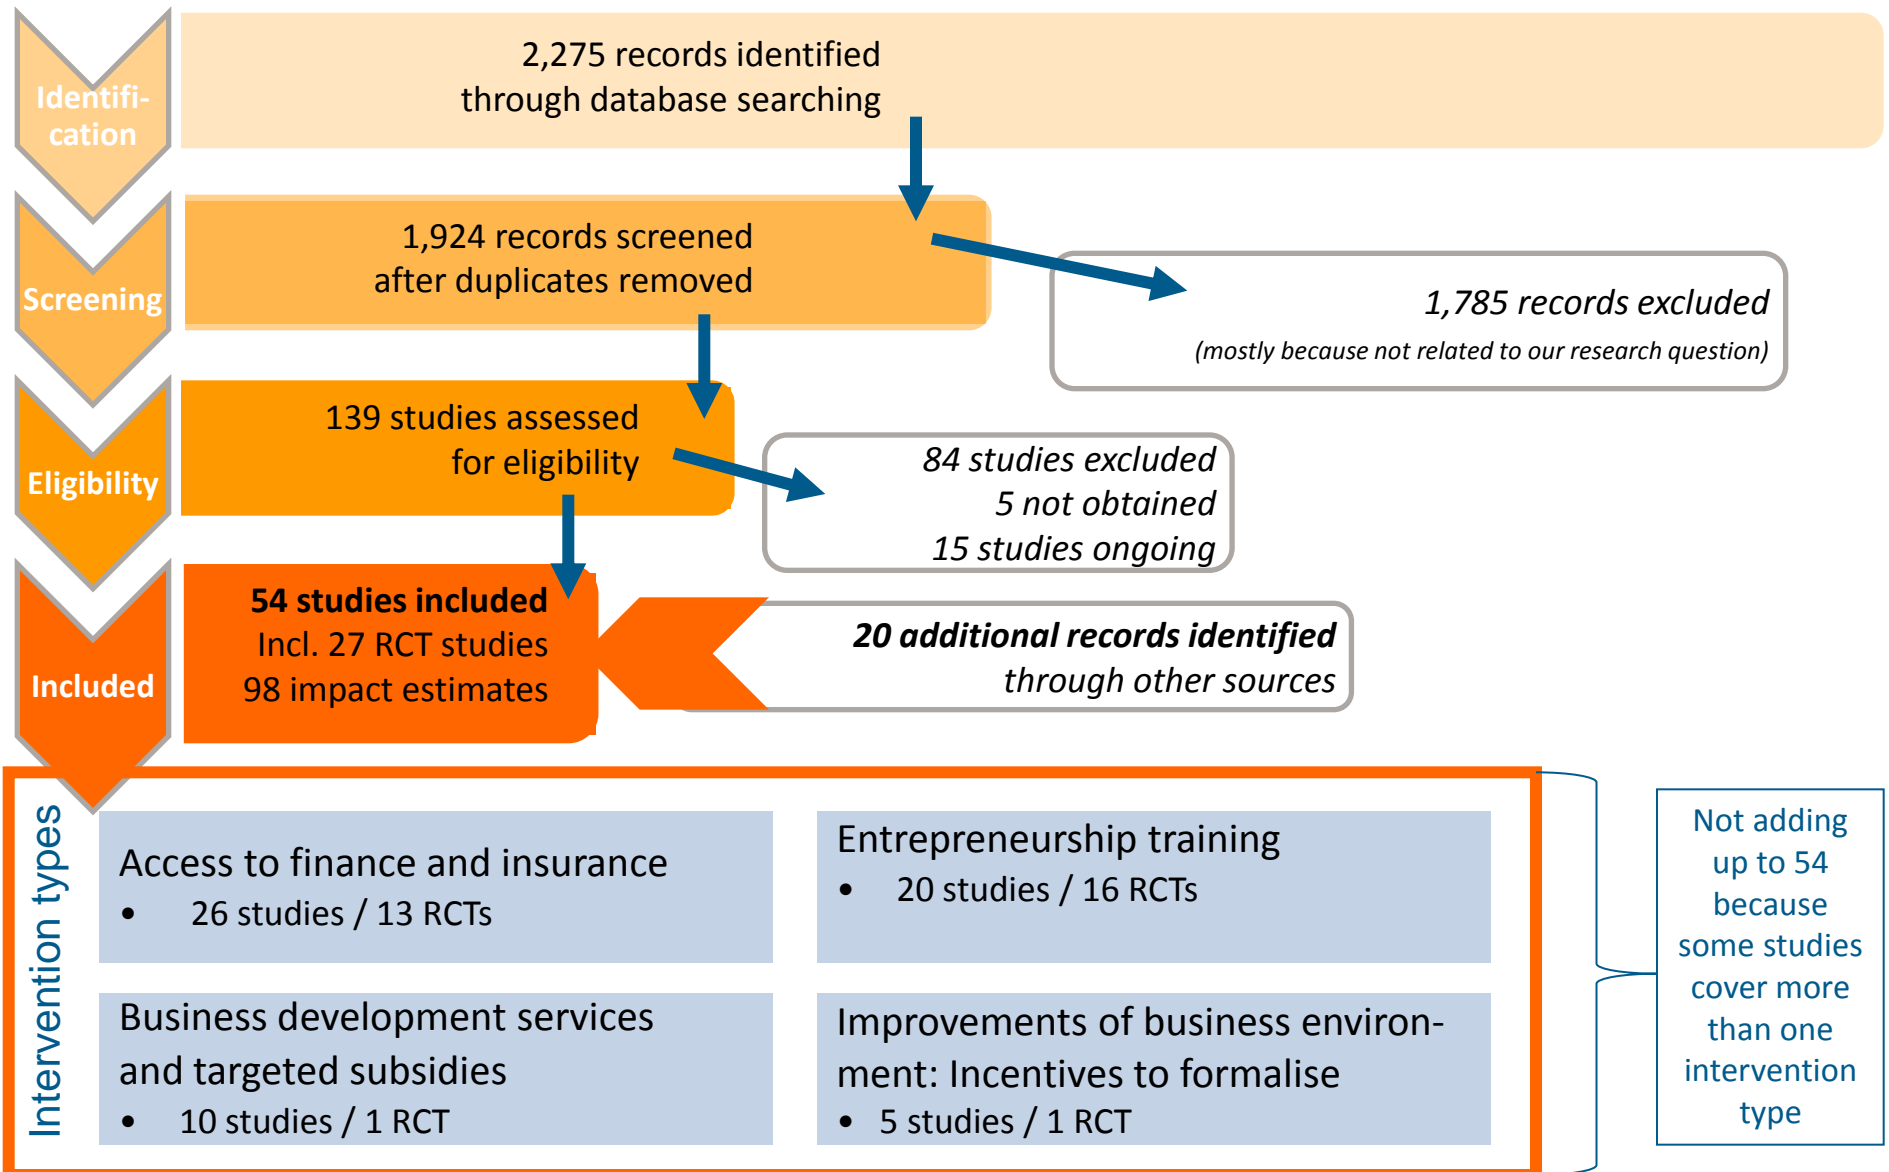 Identifi-
cation
2,275 records identified
through database searching
Screening
1,924 records screened
after duplicates removed
1,785 records excluded
(mostly because not related to our research question)
Eligibility
139 studies assessed
for eligibility
84 studies excluded
5 not obtained
15 studies ongoing
Included
54 studies included
Incl. 27 RCT studies
98 impact estimates
20 additional records identified
through other sources
Intervention types
Access to finance and insurance
• 26 studies / 13 RCTs
Entrepreneurship training
• 20 studies / 16 RCTs
Business development services
and targeted subsidies
• 10 studies / 1 RCT
Improvements of business environ-
ment: Incentives to formalise
• 5 studies / 1 RCT
Not adding
up to 54
because
some studies
cover more
than one
intervention
type